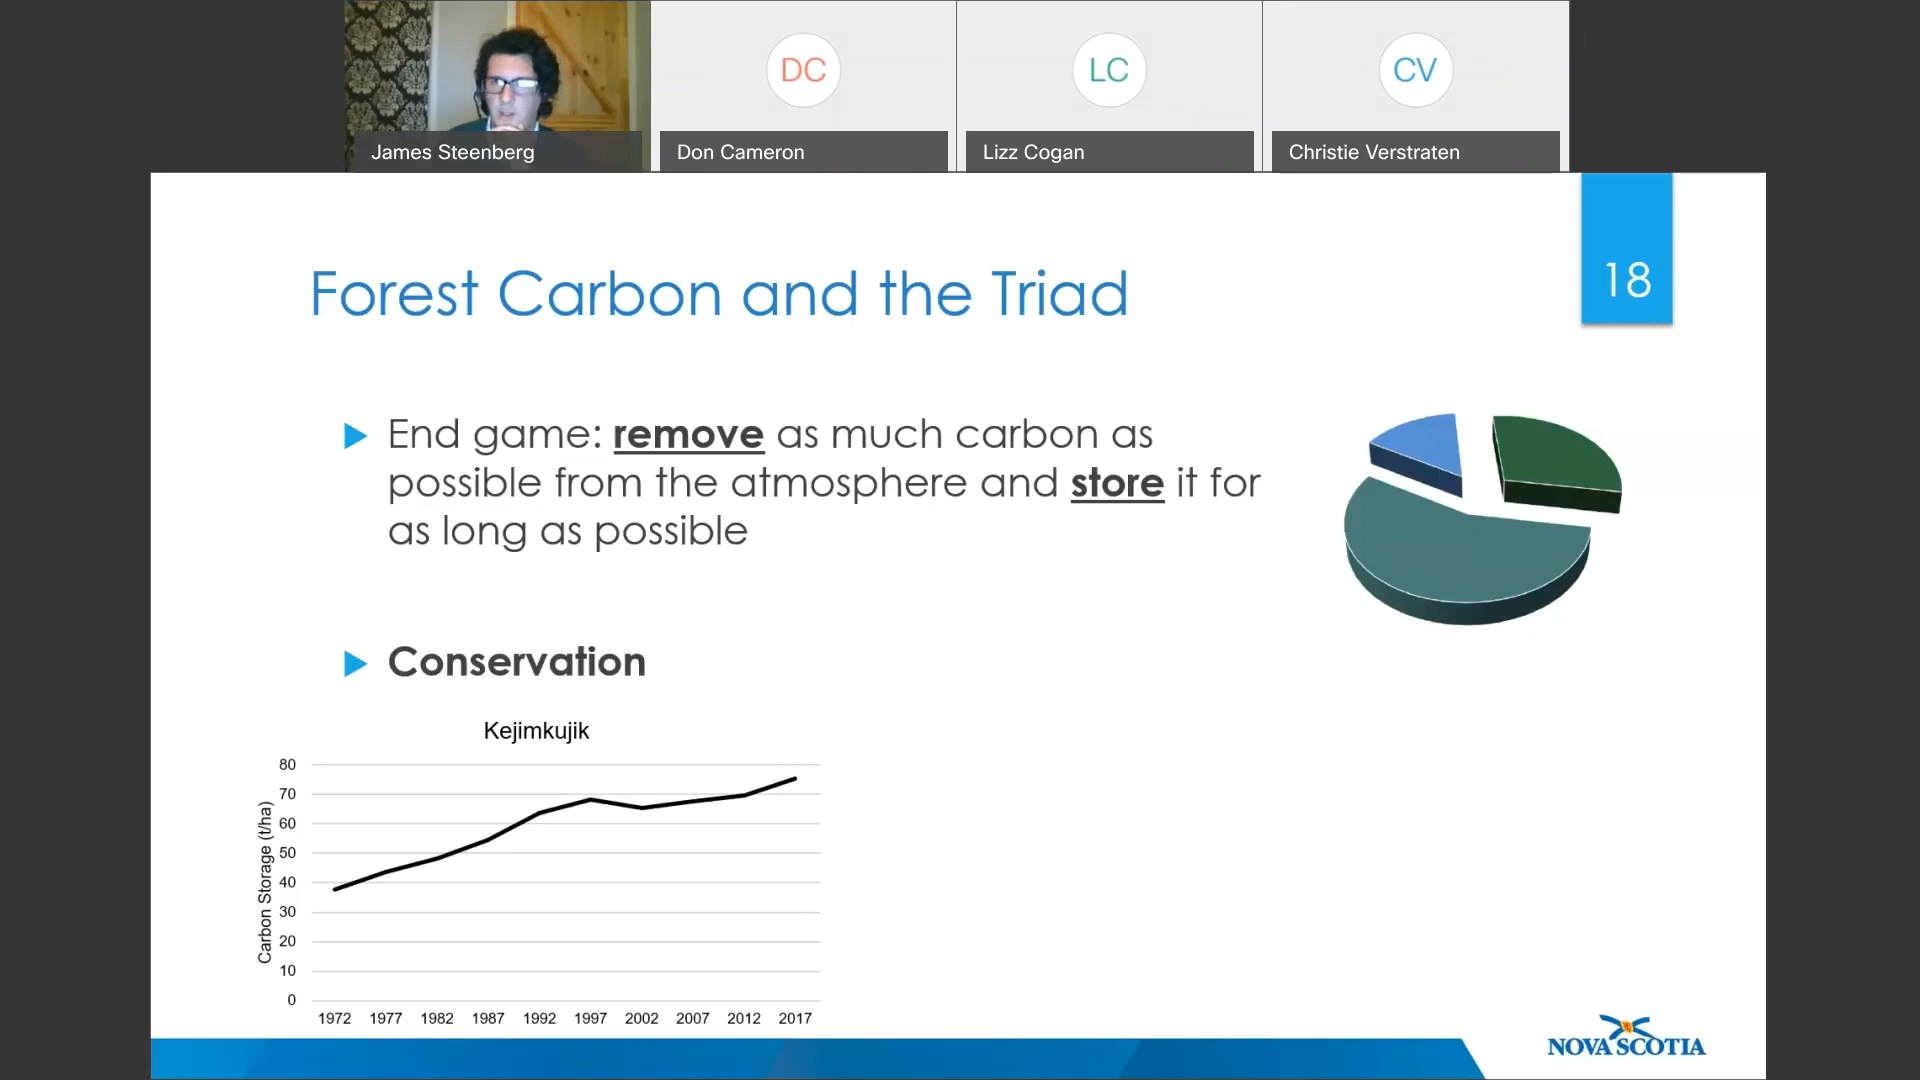 DC
LC
CV
James Steenberg
Don Cameron
Lizz Cogan
Christie Verstraten
18
Forest Carbon and the Triad
End game: remove as much carbon as
possible from the atmosphere and store it for
as long as possible
Conservation
Kejimkujik
Carbon Storage (t/ha)
80
70
60
50
40
30
20
10
0
1972 1977 1982 1987 1992 1997 2002 2007 2012 2017
NOVA SCOTIA